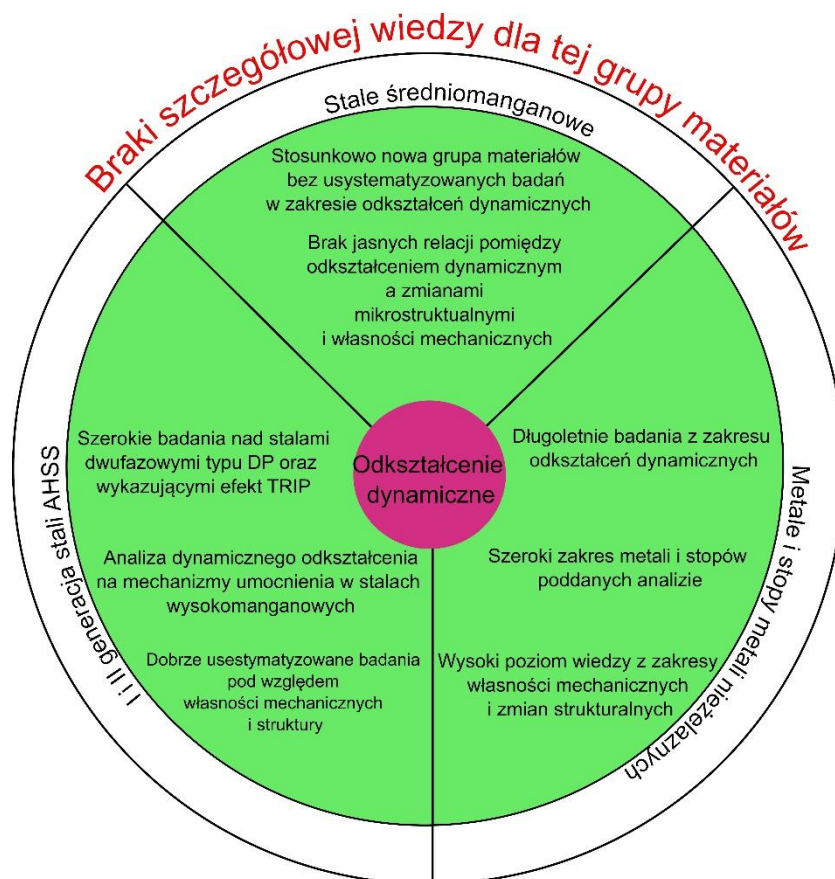 Braki szczegółowej wiedzy dla tej grupy materiałów
Stale średniomanganowe
Stosunkowo nowa grupa materiałów
bez usystematyzowanych badań
w zakresie odkształceń dynamicznych
Brak jasnych relacji pomiędzy
odkształceniem dynamicznym
a zmianami
mikrostruktualnymi
i własności mechanicznych
Odkształcenie
dynamiczne
I i II generacja stali AHSS
Szerokie badania nad stalami
dwufazowymi typu DP oraz
wykazującymi efekt TRIP
Analiza dynamicznego odkształcenia
na mechanizmy umocnienia w stalach
wysokomanganowych
Dobrze usestymatyzowane badania
pod względem
własności mechanicznych
i struktury
Metale i stopy metali nieżelaznych
Długoletnie badania z zakresu
odkształceń dynamicznych
Szeroki zakres metali i stopów
poddanych analizie
Wysoki poziom wiedzy z zakresy
własności mechanicznych
i zmian strukturalnych